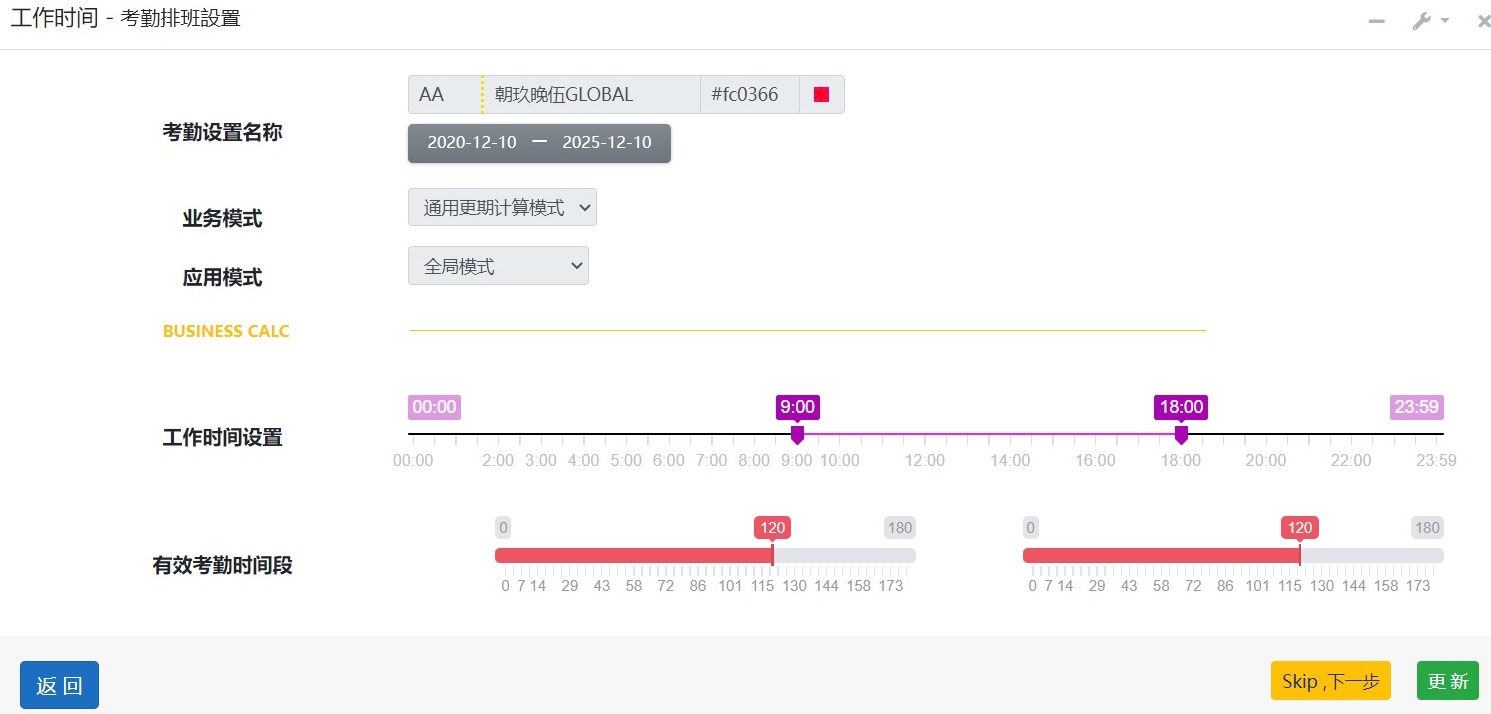 工作时间 - 考勤排班設置
AA 朝玖晚伍GLOBAL #fc0366
考勤设置名称
2020-12-10 一 2025-12-10
业务模式 通用更期计算模式
应用模式 全局模式
BUSINESS CALC
00:00 9:00 18:00 23:59
工作时间设置
00:00 2:00 3:00 4:00 5:00 6:00 7:00 8:00 9:00 10:00 12:00 14:00 16:00 18:00 20:00 22:00 23:59
0 120 180 0 120 180
有效考勤时间段
0 7 14 29 43 58 72 86 101 115 130 144 158 173 0 7 14 29 43 58 72 86 101 115 130 144 158 173
返 回 Skip ,下一步 更 新